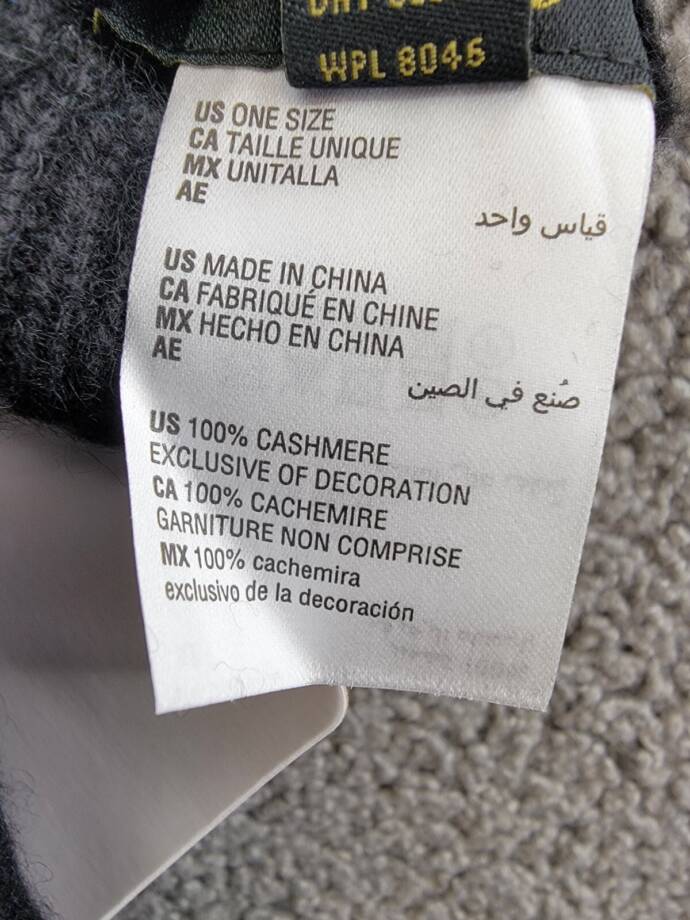 WPL 8046
US ONE SIZE
CA TAILLE UNIQUE
MX UNITALLA
AE
قياس واحد
US MADE IN CHINA
CA FABRIQUÉ EN CHINE
MX HECHO EN CHINA
AE
صُنع في الصين
US 100% CASHMERE
EXCLUSIVE OF DECORATION
CA 100% CACHEMIRE
GARNITURE NON COMPRISE
MX 100% cachemira
exclusivo de la decoración